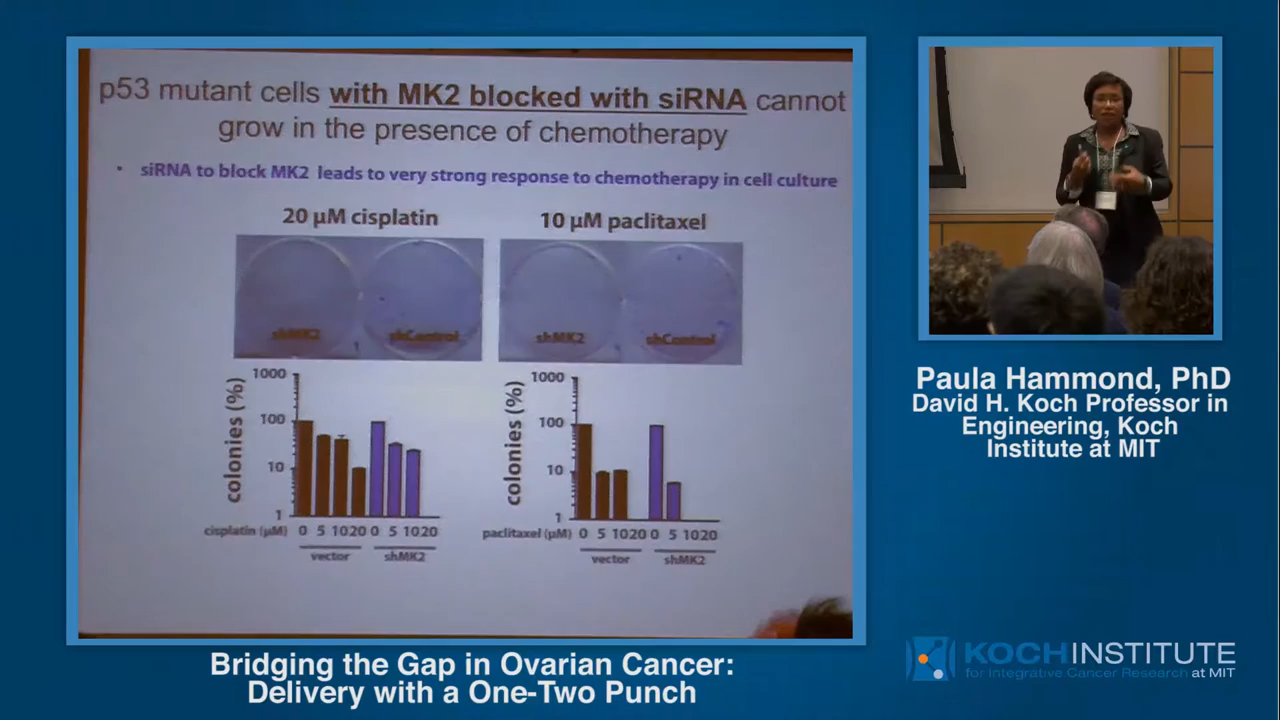 p53 mutant cells with MK2 blocked with siRNA cannot
grow in the presence of chemotherapy
• siRNA to block MK2 leads to very strong response to chemotherapy in cell culture
20 µM cisplatin
10 µM paclitaxel
shMK2
shControl
shMK2
shControl
colonies (%)
1000
100
10
1
cisplatin (µM) 0 5 10 20 0 5 10 20
vector
shMK2
colonies (%)
1000
100
10
1
paclitaxel (µM) 0 5 10 20 0 5 10 20
vector
shMK2
Paula Hammond, PhD
David H. Koch Professor in
Engineering, Koch
Institute at MIT
Bridging the Gap in Ovarian Cancer:
Delivery with a One-Two Punch
KOCH INSTITUTE
for Integrative Cancer Research at MIT